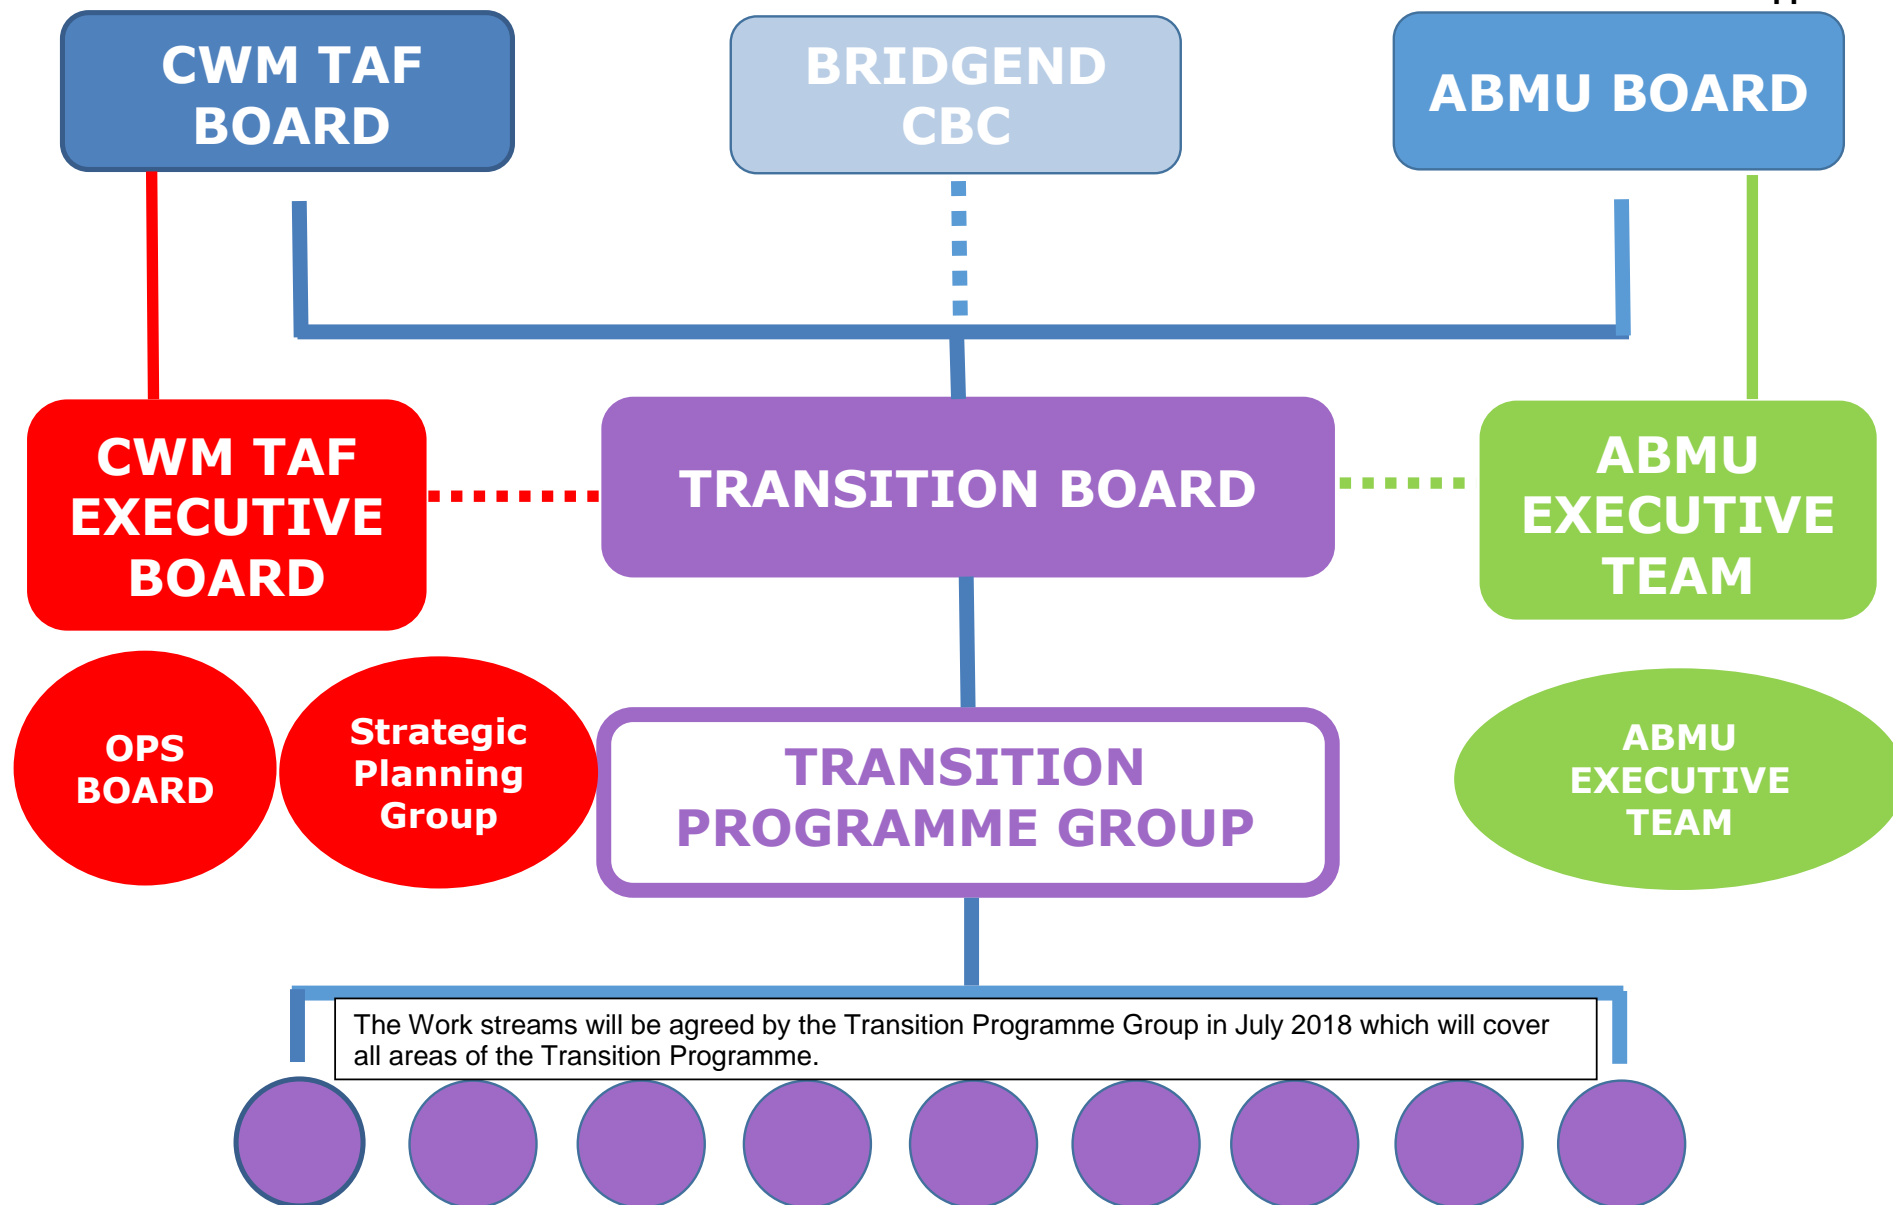 CWM TAF
BOARD
BRIDGEND
CBC
ABMU BOARD
CWM TAF
EXECUTIVE
BOARD
TRANSITION BOARD
ABMU
EXECUTIVE
TEAM
OPS
BOARD
Strategic
Planning
Group
TRANSITION
PROGRAMME GROUP
ABMU
EXECUTIVE
TEAM
The Work streams will be agreed by the Transition Programme Group in July 2018 which will cover
all areas of the Transition Programme.